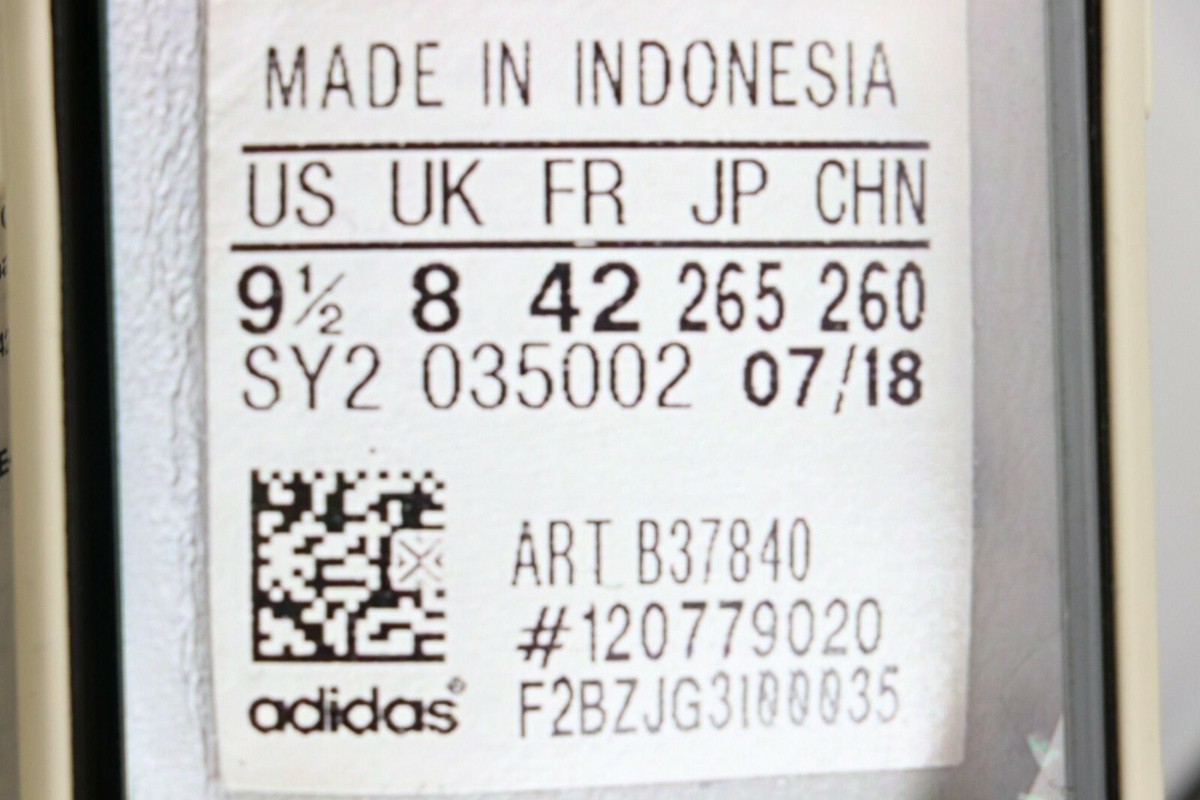 MADE IN INDONESIA
US UK FR JP CHN
9½ 8 42 265 260
SY2 035002 07/18
ART B37840
#120779020
adidas®